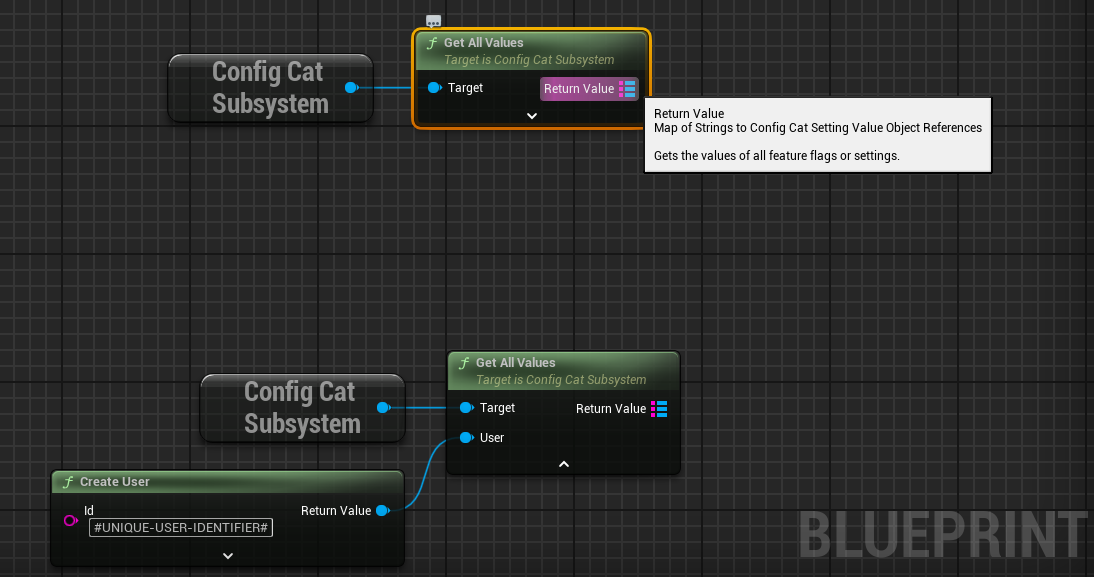 Config Cat
Subsystem
f Get All Values
Target is Config Cat Subsystem
Target
Return Value
Return Value
Map of Strings to Config Cat Setting Value Object References
Gets the values of all feature flags or settings.
Config Cat
Subsystem
f Get All Values
Target is Config Cat Subsystem
Target
Return Value
User
f Create User
Id
#UNIQUE-USER-IDENTIFIER#
Return Value
BLUEPRINT